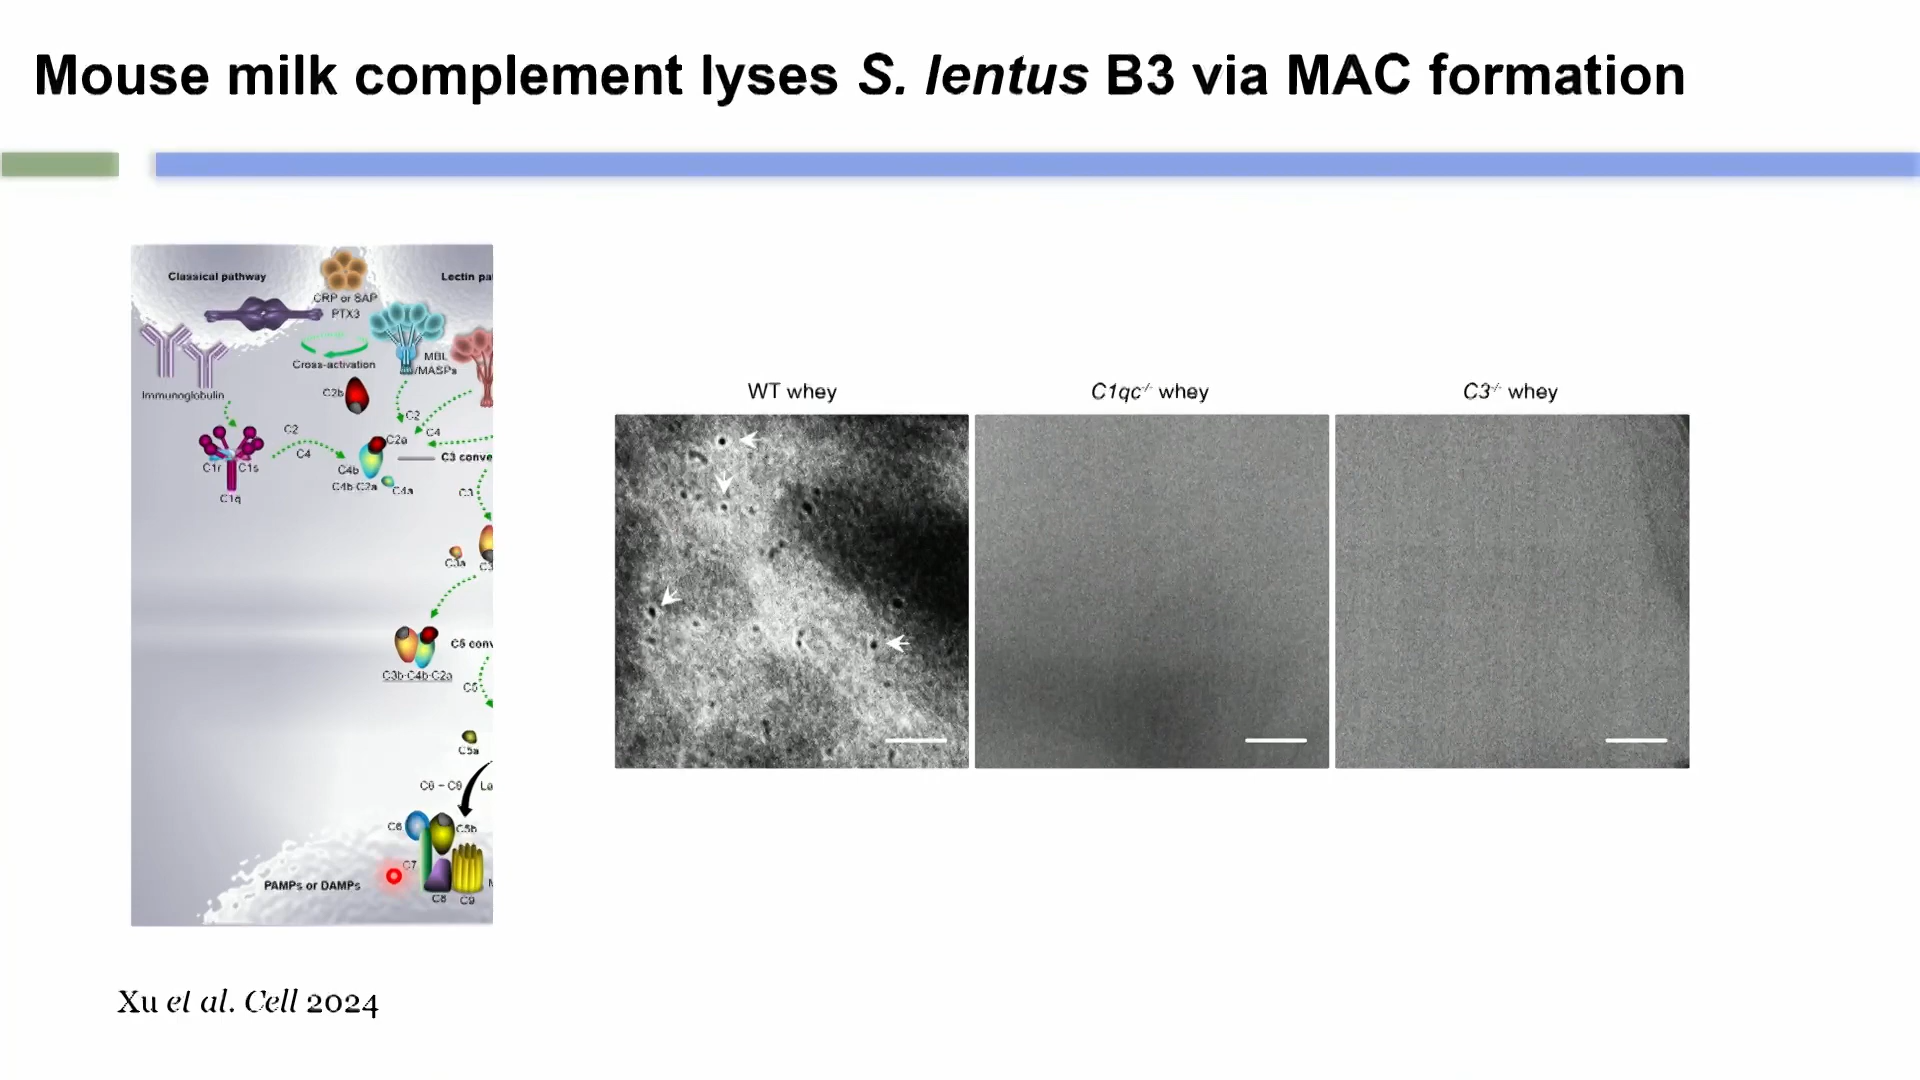 Mouse milk complement lyses S. lentus B3 via MAC formation
Classical pathway
Lectin pa
CRP or SAP
PTX3
Cross-activation
MBL
/MASPs
Immunoglobulin
C2b
C2
C4
C2
C4
C2a
C4b
C4b-C2a
C4a
C3 conve
C1r
C1s
C1q
C3
C3a
C3b-C4b-C2a
C5 conv
C5
C5a
C6 – C9
C6
C5b
C7
C8
C9
PAMPs or DAMPs
WT whey
C1qc-/- whey
C3-/- whey
Xu et al. Cell 2024